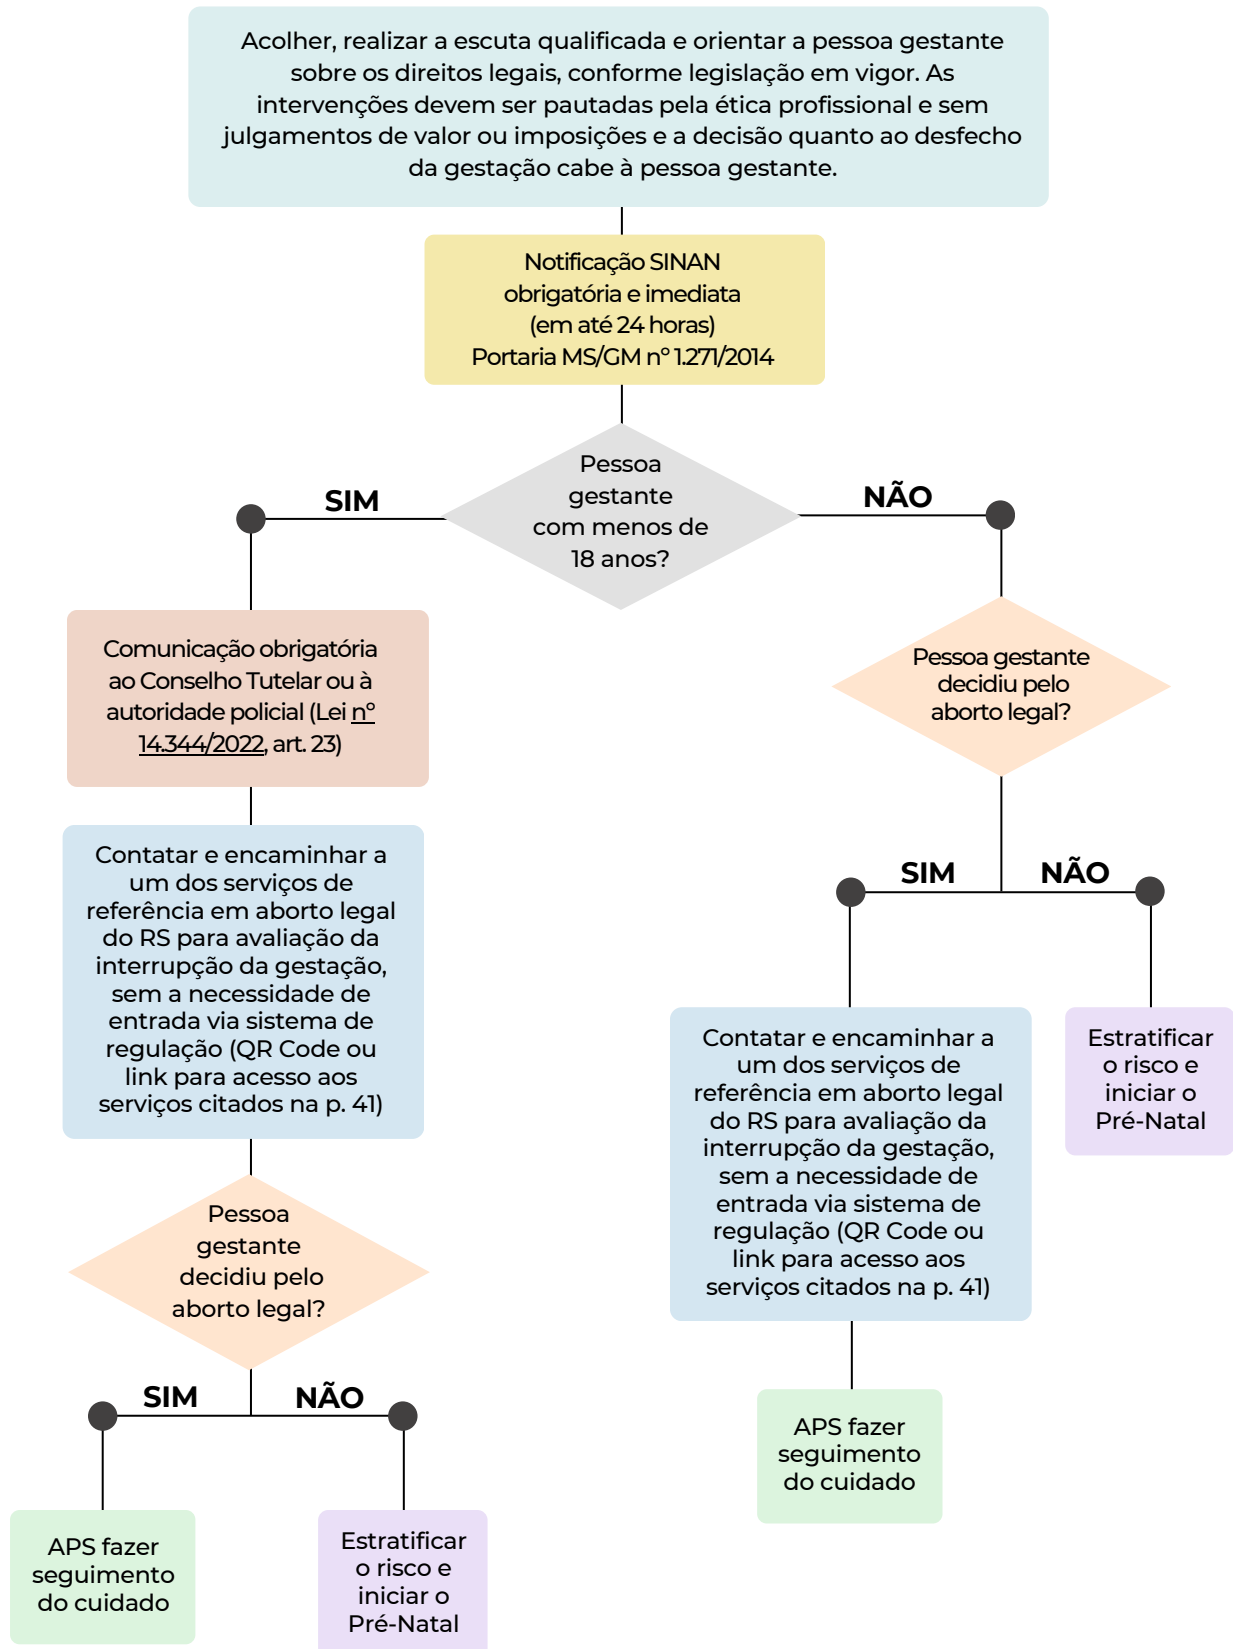 Acolher, realizar a escuta qualificada e orientar a pessoa gestante
sobre os direitos legais, conforme legislação em vigor. As
intervenções devem ser pautadas pela ética profissional e sem
julgamentos de valor ou imposições e a decisão quanto ao desfecho
da gestação cabe à pessoa gestante.
Notificação SINAN
obrigatória e imediata
(em até 24 horas)
Portaria MS/GM nº 1.271/2014
Pessoa
gestante
com menos de
18 anos?
SIM
NÃO
Comunicação obrigatória
ao Conselho Tutelar ou à
autoridade policial (Lei nº
14.344/2022, art. 23)
Contatar e encaminhar a
um dos serviços de
referência em aborto legal
do RS para avaliação da
interrupção da gestação,
sem a necessidade de
entrada via sistema de
regulação (QR Code ou
link para acesso aos
serviços citados na p. 41)
Pessoa
gestante
decidiu pelo
aborto legal?
SIM
NÃO
APS fazer
seguimento
do cuidado
Estratificar
o risco e
iniciar o
Pré-Natal
Pessoa gestante
decidiu pelo
aborto legal?
SIM
NÃO
Contatar e encaminhar a
um dos serviços de
referência em aborto legal
do RS para avaliação da
interrupção da gestação,
sem a necessidade de
entrada via sistema de
regulação (QR Code ou
link para acesso aos
serviços citados na p. 41)
Estratificar
o risco e
iniciar o
Pré-Natal
APS fazer
seguimento
do cuidado